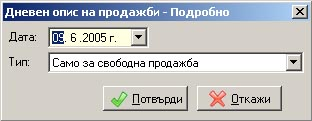 Дневен опис на продажби - Подробно
Дата: 09. 6 .2005 г.
Тип: Само за свободна продажба
Потвърди Откажи